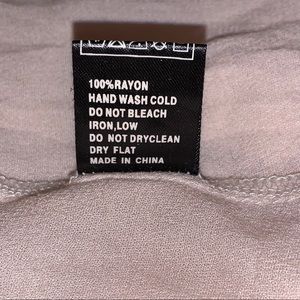 100%RAYON
HAND WASH COLD
DO NOT BLEACH
IRON,LOW
DO NOT DRYCLEAN
DRY FLAT
MADE IN CHINA